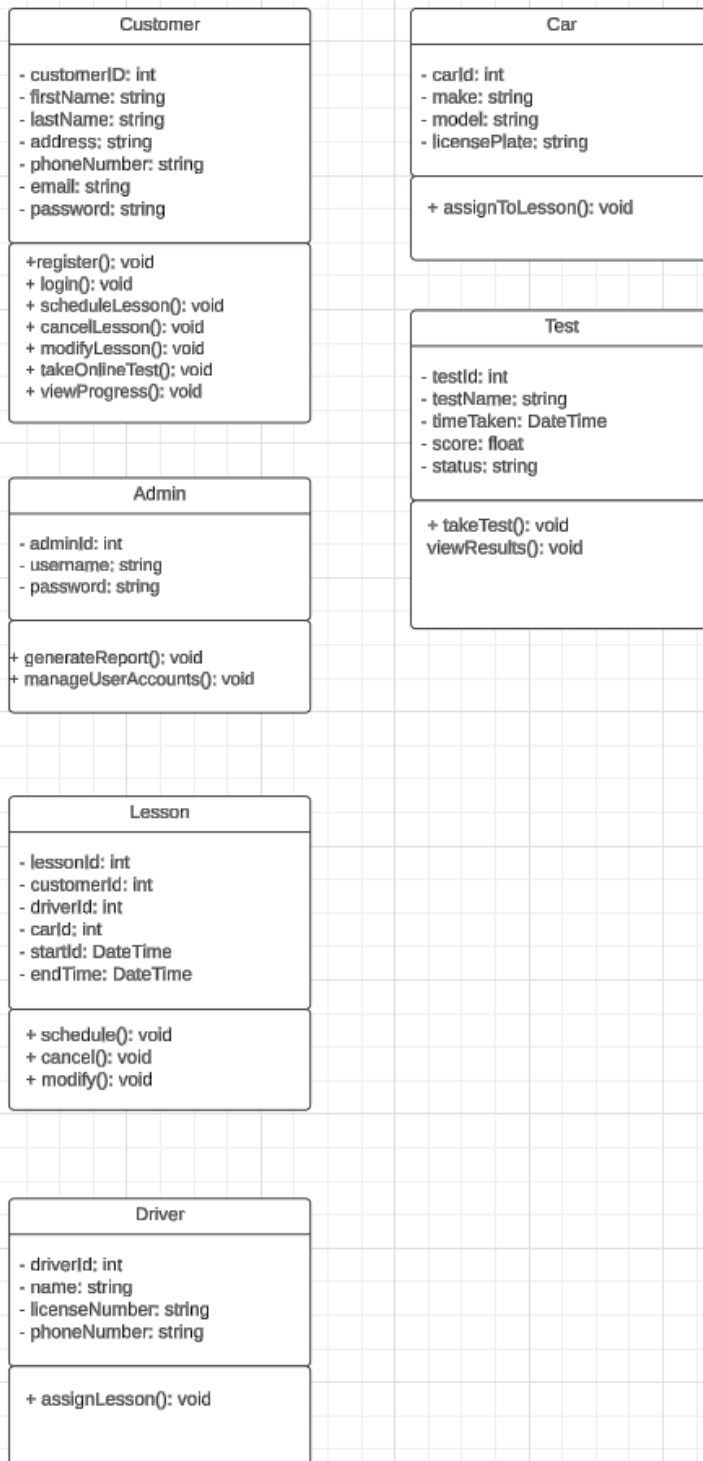 Customer
- customerID: int
- firstName: string
- lastName: string
- address: string
- phoneNumber: string
- email: string
- password: string
+register(): void
+ login(): void
+ scheduleLesson(): void
+ cancelLesson(): void
+ modifyLesson(): void
+ takeOnlineTest(): void
+ viewProgress(): void
Admin
- adminId: int
- username: string
- password: string
+ generateReport(): void
+ manageUserAccounts(): void
Lesson
- lessonId: int
- customerId: int
- driverId: int
- carId: int
- startId: DateTime
- endTime: DateTime
+ schedule(): void
+ cancel(): void
+ modify(): void
Driver
- driverId: int
- name: string
- licenseNumber: string
- phoneNumber: string
+ assignLesson(): void
Car
- carId: int
- make: string
- model: string
- licensePlate: string
+ assignToLesson(): void
Test
- testId: int
- testName: string
- timeTaken: DateTime
- score: float
- status: string
+ takeTest(): void
viewResults(): void